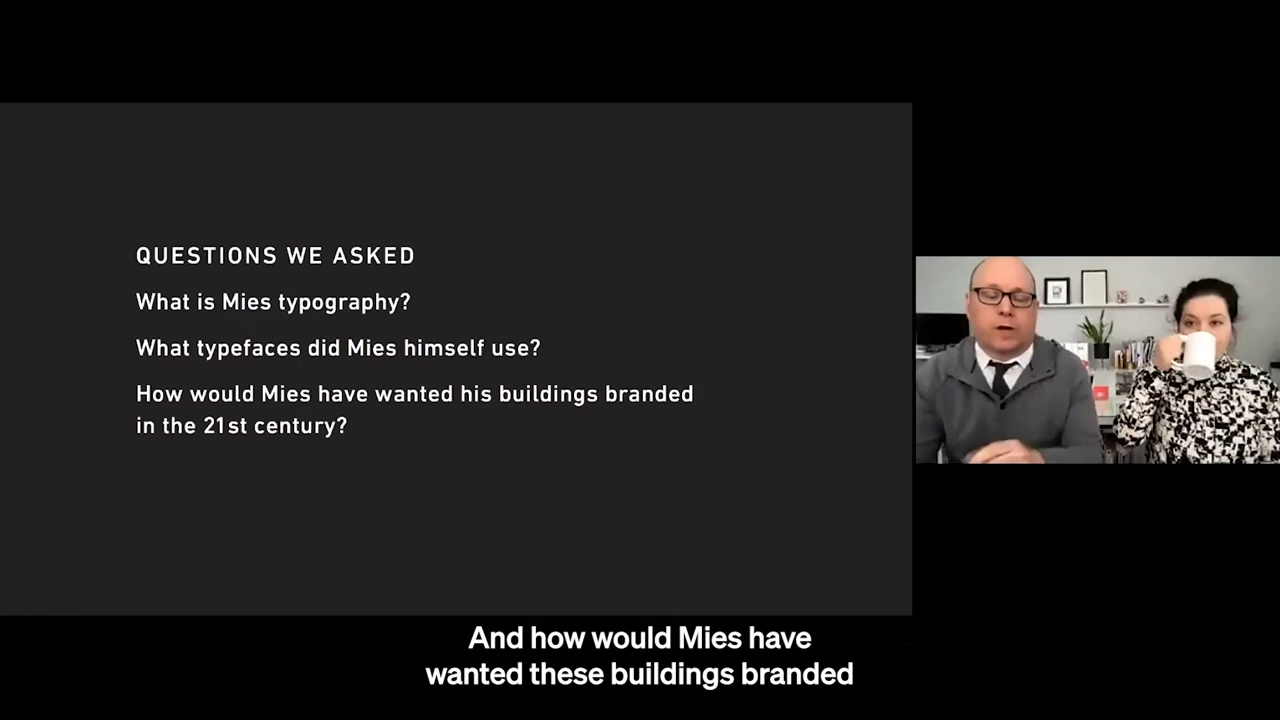 QUESTIONS WE ASKED
What is Mies typography?
What typefaces did Mies himself use?
How would Mies have wanted his buildings branded
in the 21st century?
And how would Mies have
wanted these buildings branded